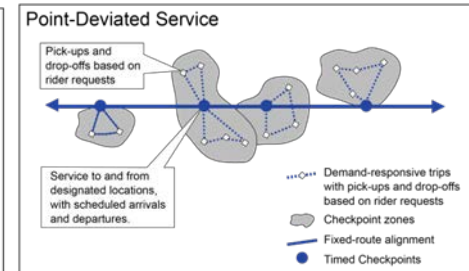 Point-Deviated Service
Pick-ups and
drop-offs based on
rider requests
Service to and from
designated locations,
with scheduled arrivals
and departures.
Demand-responsive trips
with pick-ups and drop-offs
based on rider requests
Checkpoint zones
Fixed-route alignment
Timed Checkpoints